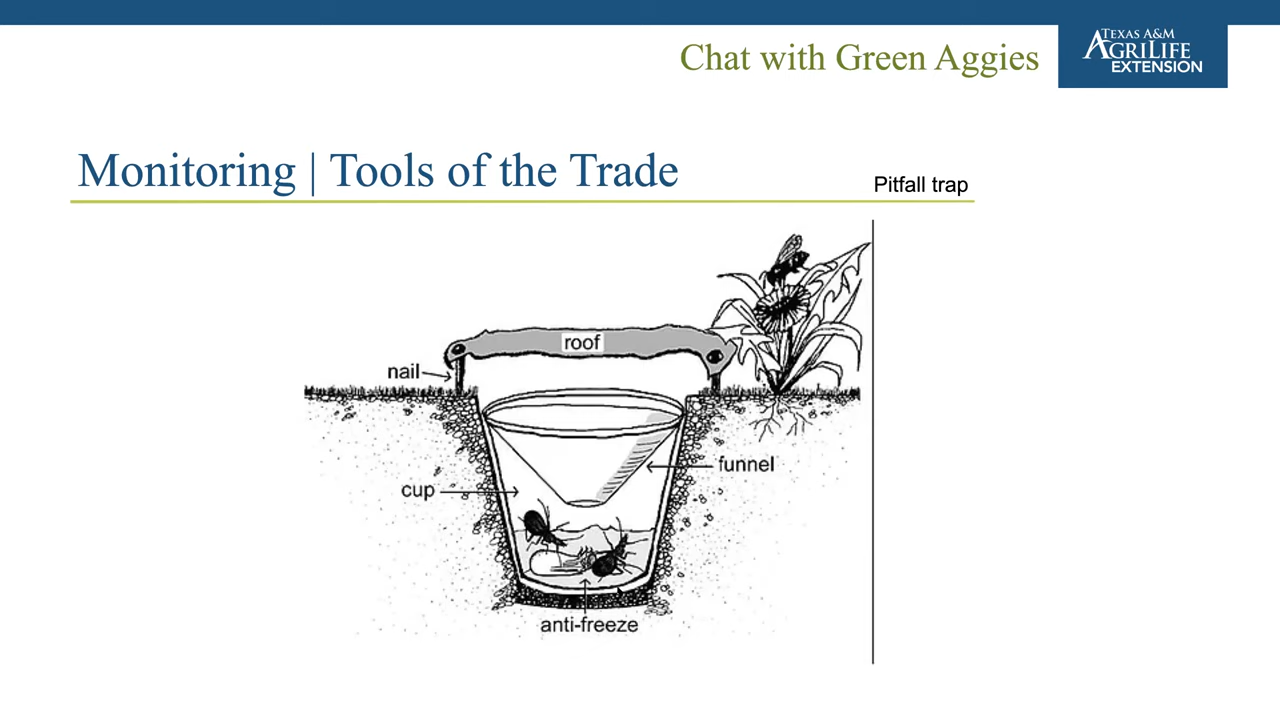 Chat with Green Aggies
TEXAS A&M
AGRILIFE
EXTENSION
Monitoring | Tools of the Trade
Pitfall trap
roof
nail
funnel
cup
anti-freeze